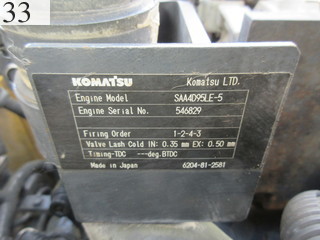 33
KOMATSU Komatsu LTD.
Engine Model SAA4D95LE-5
Engine Serial No. 546829
Firing Order 1-2-4-3
Valve Lash Cold IN: 0.35 mm EX: 0.50 mm
Timing-TDC ---deg.BTDC
Made in Japan 6204-81-2581